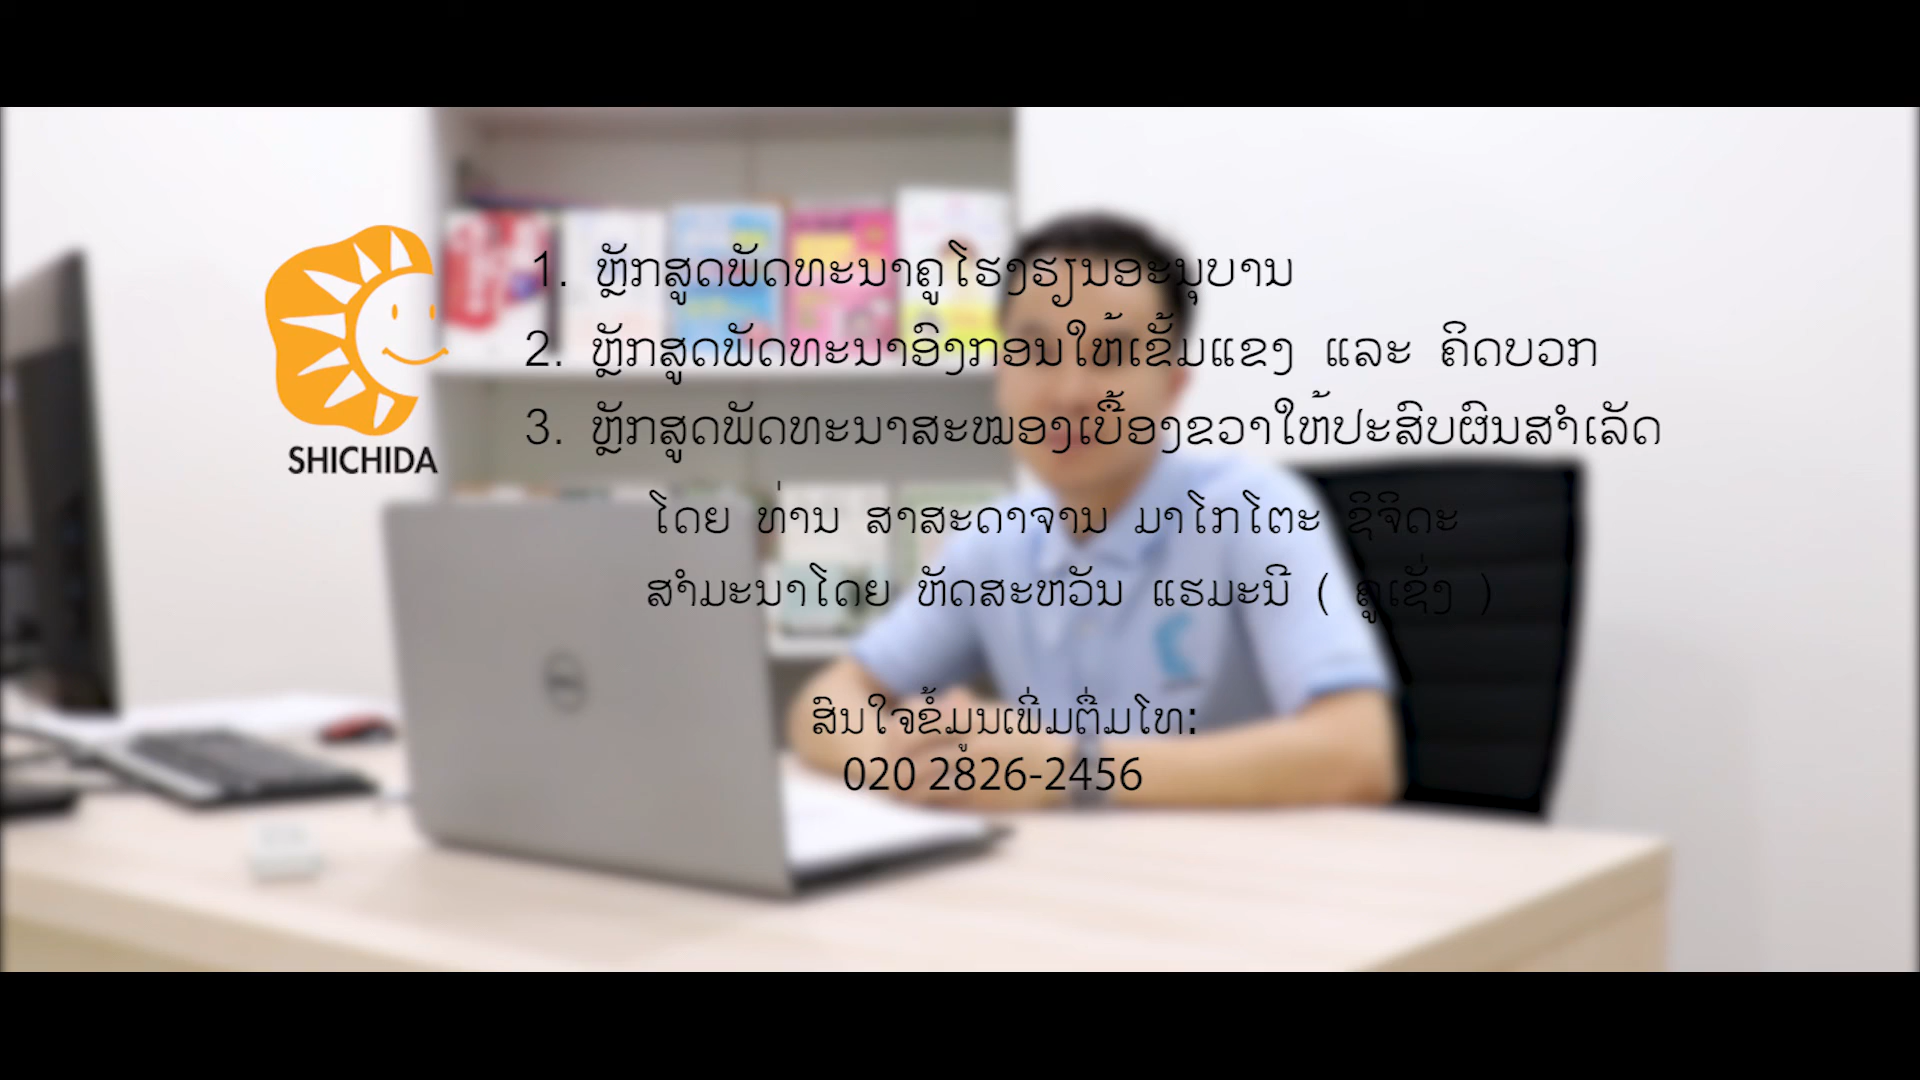 SHICHIDA
1. ຫຼັກສູດພັດທະນາຄູໂຮງຮຽນອະນຸບານ
2. ຫຼັກສູດພັດທະນາອົງກອນໃຫ້ເຂັ້ມແຂງ ແລະ ຄິດບວກ
3. ຫຼັກສູດພັດທະນາສະໝອງເບື້ອງຂວາໃຫ້ປະສົບຜົນສຳເລັດ
ໂດຍ ທ່ານ ສາສະດາຈານ ມາໂກໂຕະ ຊິຈິດະ
ສຳມະນາໂດຍ ຫັດສະຫວັນ ແຮມະນີ ( ຄູເຊັ່ງ )
ສົນໃຈຂໍ້ມູນເພີ່ມຕື່ມໂທ:
020 2826-2456